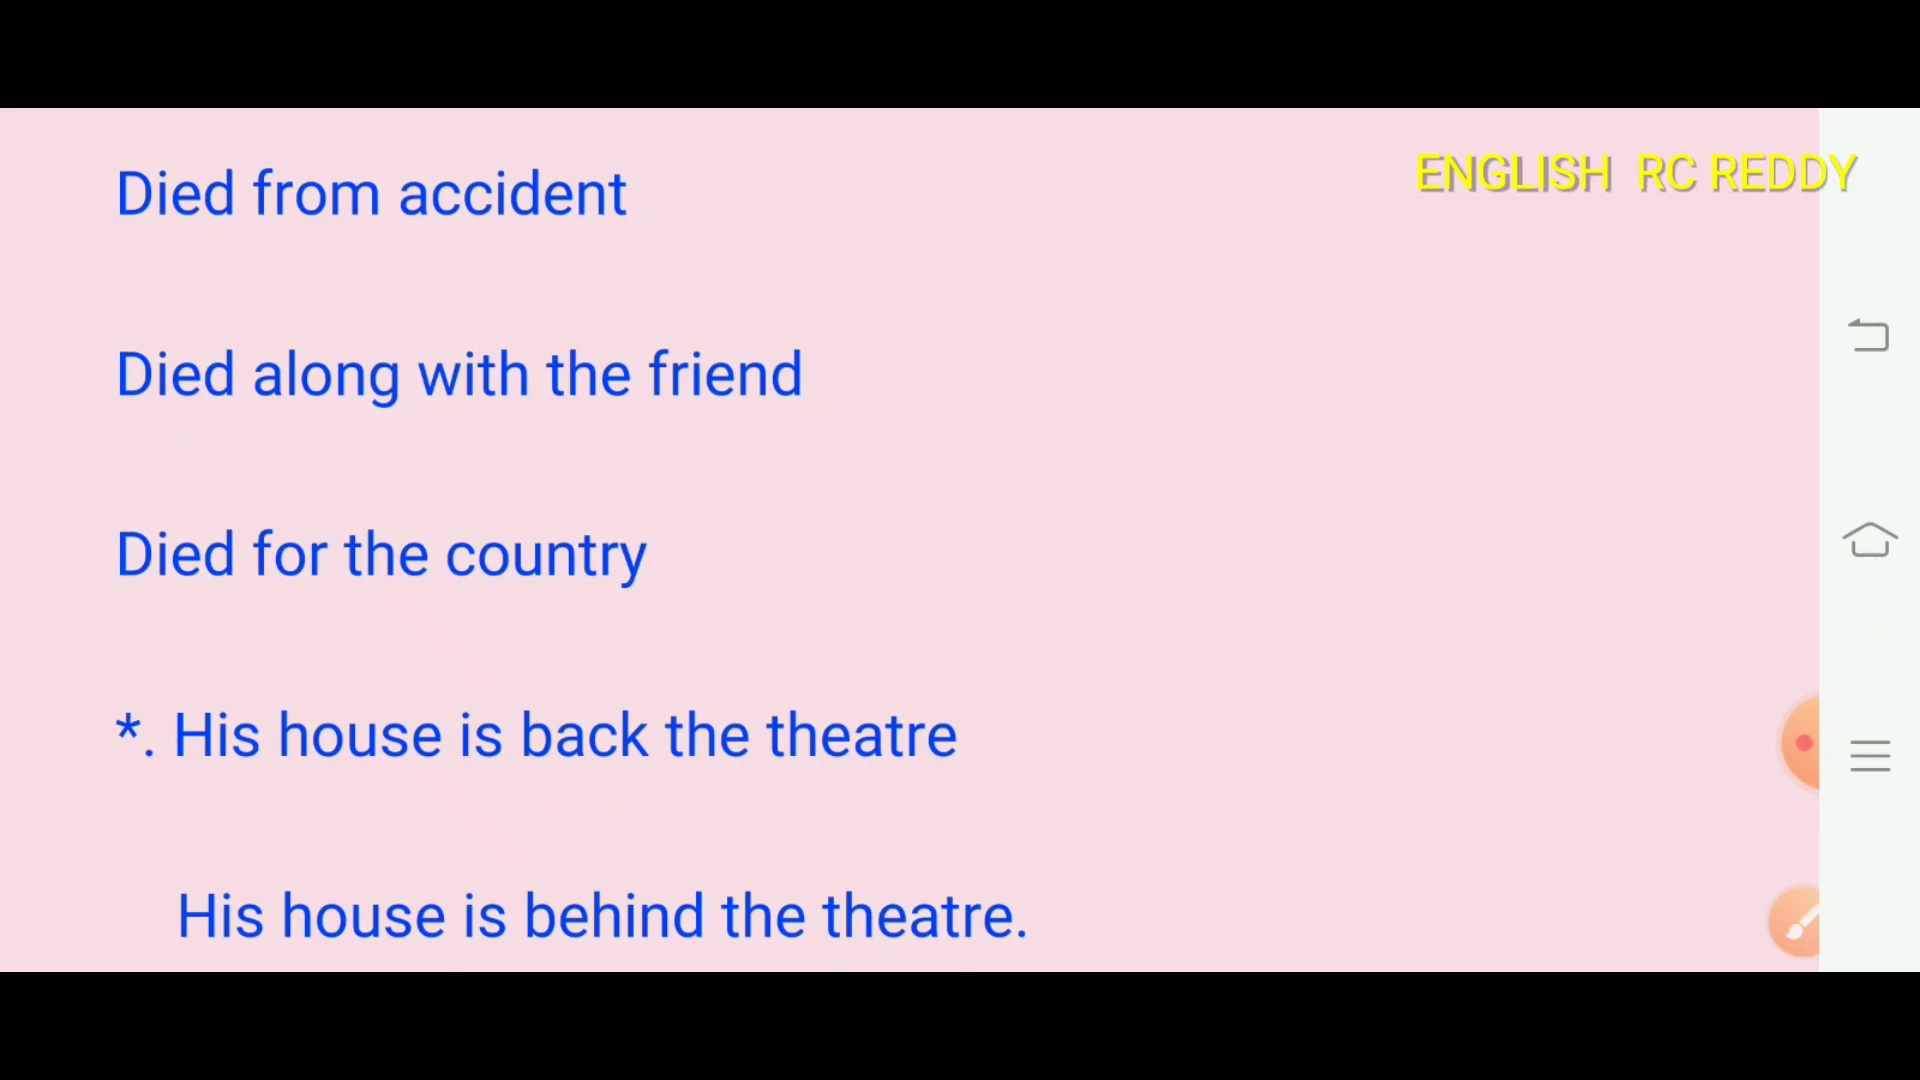 ENGLISH RC REDDY
Died from accident
Died along with the friend
Died for the country
*. His house is back the theatre
His house is behind the theatre.